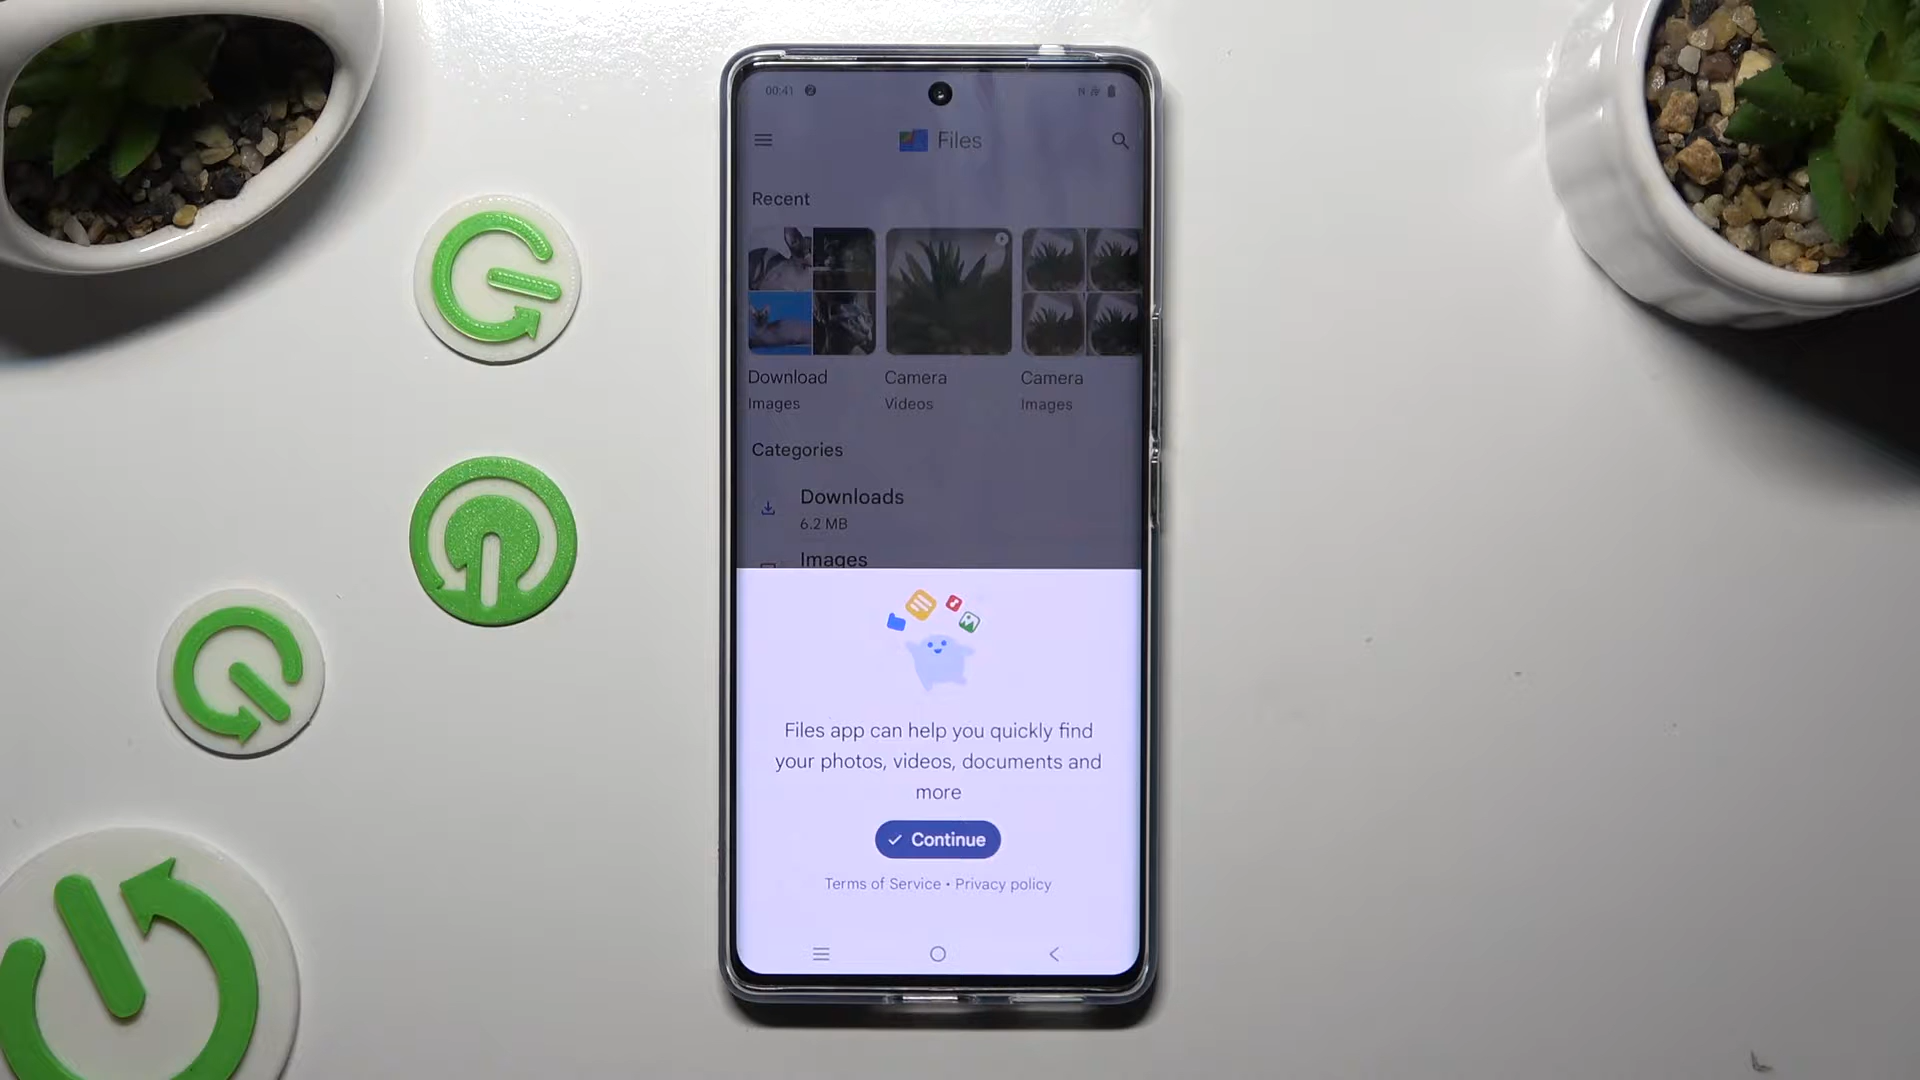 00:41
Files
Recent
Download
Images
Camera
Videos
Camera
Images
Categories
Downloads
6.2 MB
Images
Files app can help you quickly find
your photos, videos, documents and
more
Continue
Terms of Service • Privacy policy